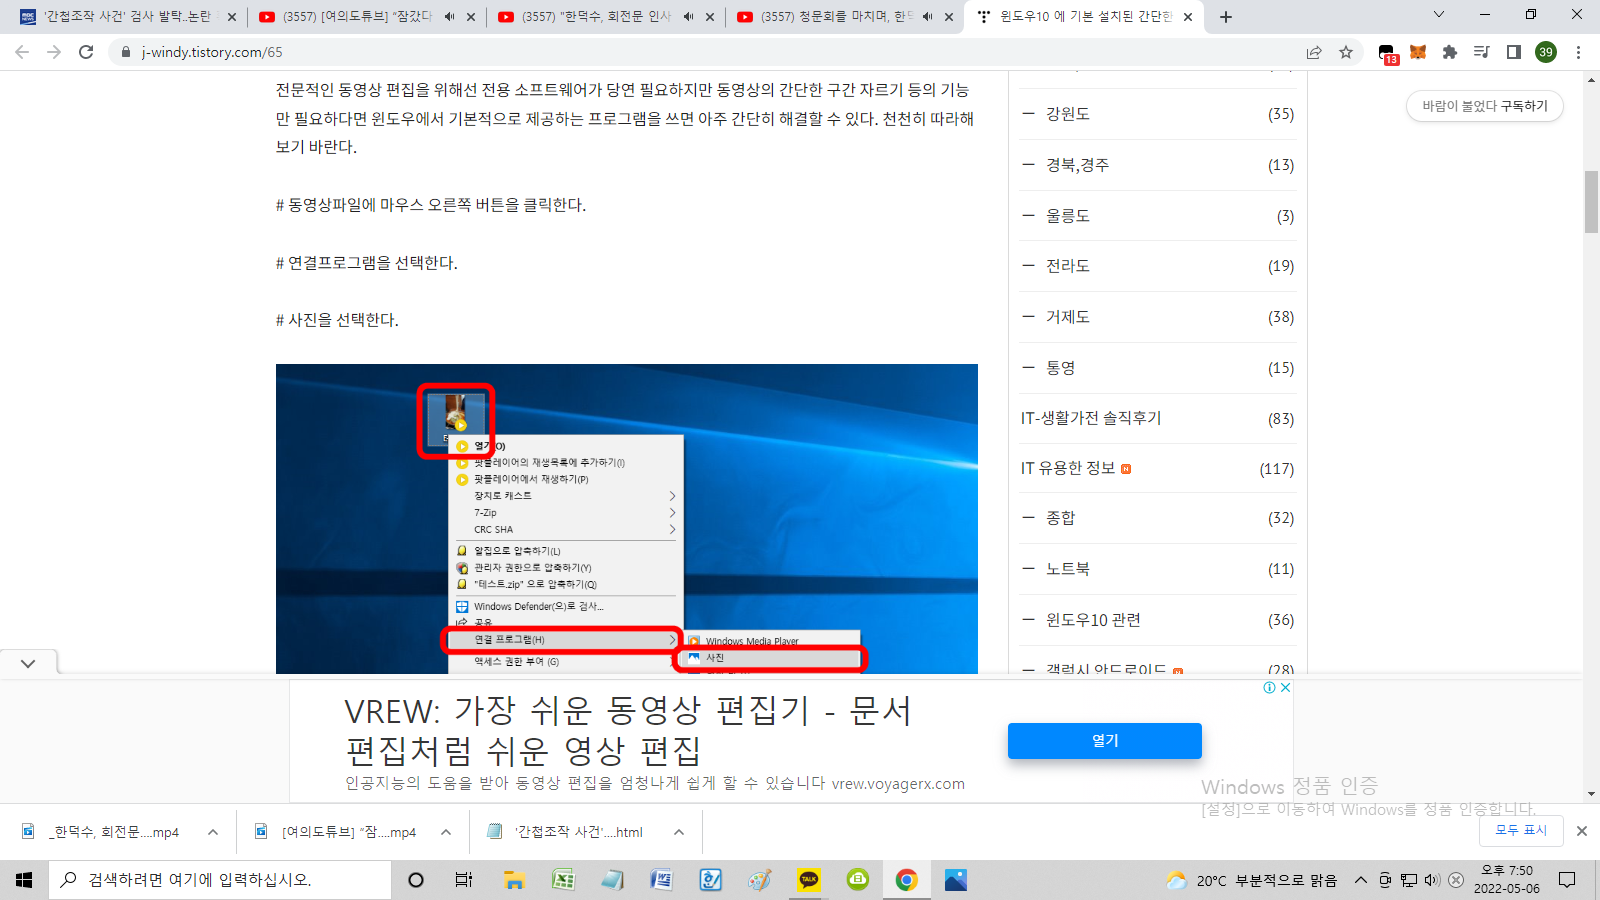 '간첩조작 사건' 검사 발탁..논란
(3557) [여의도튜브] "잠갔다
(3557) "한덕수, 회전문 인사
(3557) 청문회를 마치며, 한
윈도우10 에 기본 설치된 간단한
j-windy.tistory.com/65
13
39
전문적인 동영상 편집을 위해선 전용 소프트웨어가 당연 필요하지만 동영상의 간단한 구간 자르기 등의 기능
만 필요하다면 윈도우에서 기본적으로 제공하는 프로그램을 쓰면 아주 간단히 해결할 수 있다. 천천히 따라해
보기 바란다.
# 동영상파일에 마우스 오른쪽 버튼을 클릭한다.
# 연결프로그램을 선택한다.
# 사진을 선택한다.
열기(O)
팟플레이어의 재생목록에 추가하기(I)
팟플레이어에서 재생하기(P)
장치로 캐스트
7-Zip
CRC SHA
알집으로 압축하기(L)
관리자 권한으로 압축하기(Y)
"테스트.zip" 으로 압축하기(Q)
Windows Defender(으)로 검사...
공유
연결 프로그램(H)
액세스 권한 부여 (G)
Windows Media Player
사진
ㅡ 강원도 (35)
ㅡ 경북,경주 (13)
ㅡ 울릉도 (3)
ㅡ 전라도 (19)
ㅡ 거제도 (38)
ㅡ 통영 (15)
IT-생활가전 솔직후기 (83)
IT 유용한 정보 N (117)
ㅡ 종합 (32)
ㅡ 노트북 (11)
ㅡ 윈도우10 관련 (36)
ㅡ 갤럭시 안드로이드 (28)
바람이 불었다 구독하기
VREW: 가장 쉬운 동영상 편집기 - 문서
편집처럼 쉬운 영상 편집
인공지능의 도움을 받아 동영상 편집을 엄청나게 쉽게 할 수 있습니다 vrew.voyagerx.com
열기
Windows 정품 인증
[설정]으로 이동하여 Windows를 정품 인증합니다.
_한덕수, 회전문....mp4
[여의도튜브] "잠....mp4
'간첩조작 사건'....html
모두 표시
검색하려면 여기에 입력하십시오.
TALK
20°C 부분적으로 맑음
오후 7:50
2022-05-06